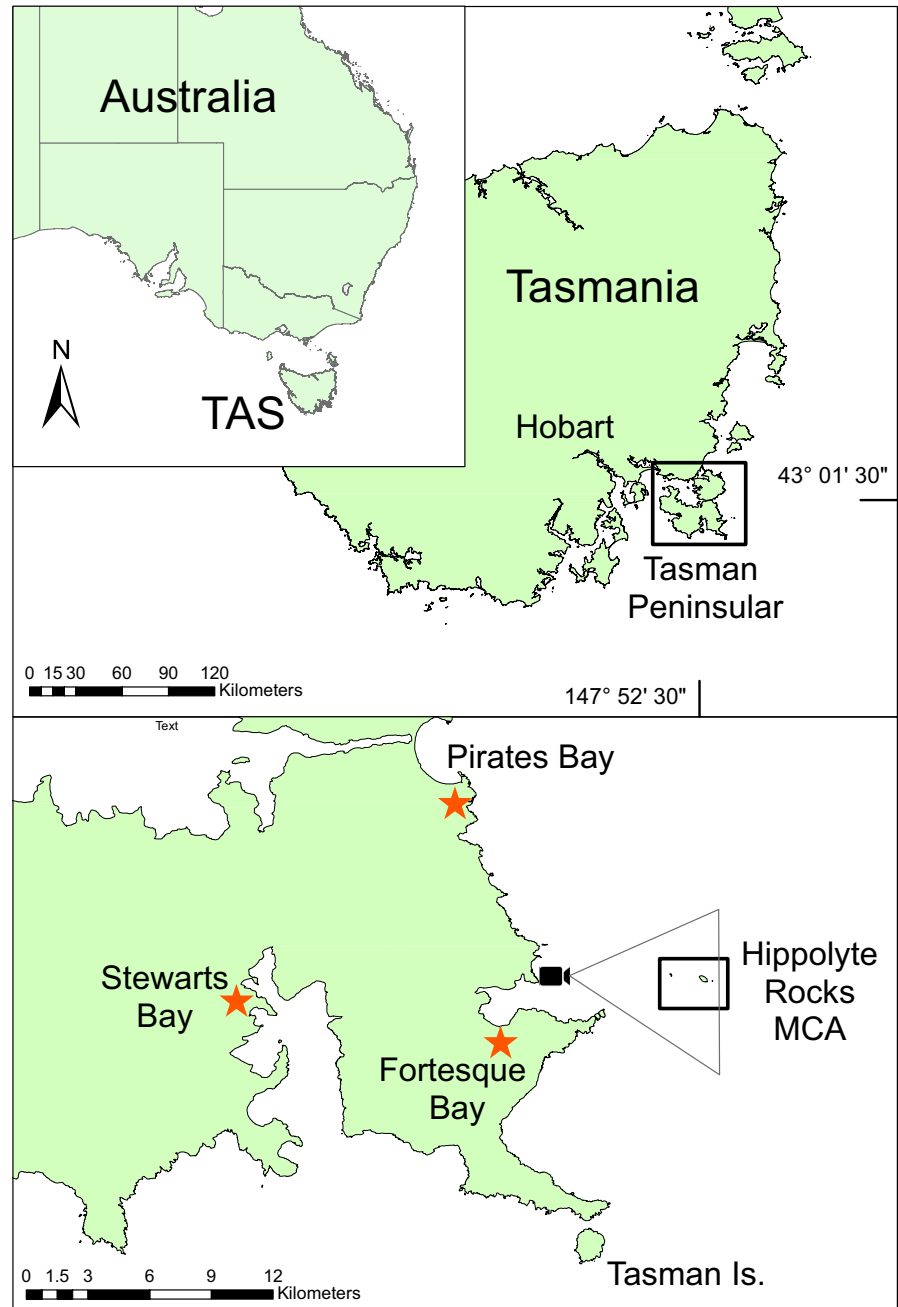 Australia
N
TAS
Tasmania
Hobart
43° 01' 30"
Tasman
Peninsular
0 15 30 60 90 120
Kilometers
147° 52' 30"
Text
Pirates Bay
Stewarts
Bay
Hippolyte
Rocks
MCA
Fortesque
Bay
Tasman Is.
0 1.5 3 6 9 12
Kilometers